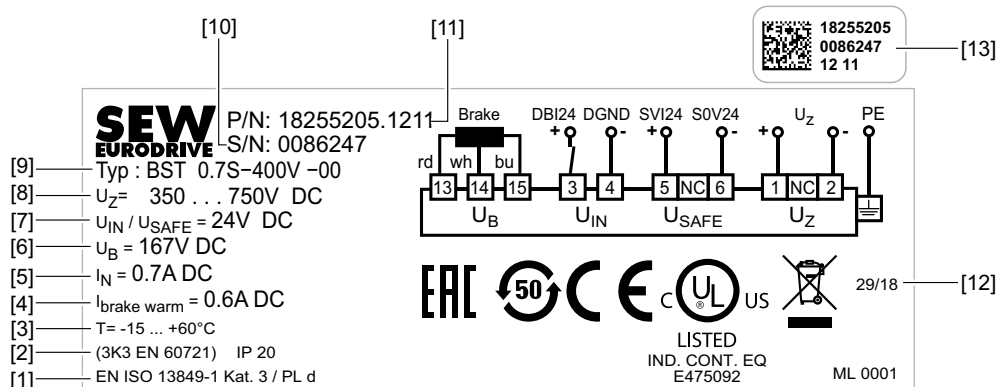 [10]
[11]
18255205
0086247
12 11
[13]
SEW
EURODRIVE
P/N: 18255205.1211
S/N: 0086247
Brake
DBI24 DGND SVI24 S0V24 UZ PE
+ - + - + -
rd wh bu
13 14 15 3 4 5 NC 6 1 NC 2
UB UIN USAFE UZ
[9] Typ : BST 0.7S-400V -00
[8] UZ= 350 . . . 750V DC
[7] UIN / USAFE = 24V DC
[6] UB = 167V DC
[5] IN = 0.7A DC
[4] Ibrake warm = 0.6A DC
[3] T= -15 ... +60°C
[2] (3K3 EN 60721) IP 20
[1] EN ISO 13849-1 Kat. 3 / PL d
EAC 50 CE C UL ® US
29/18
[12]
LISTED
IND. CONT. EQ
E475092
ML 0001